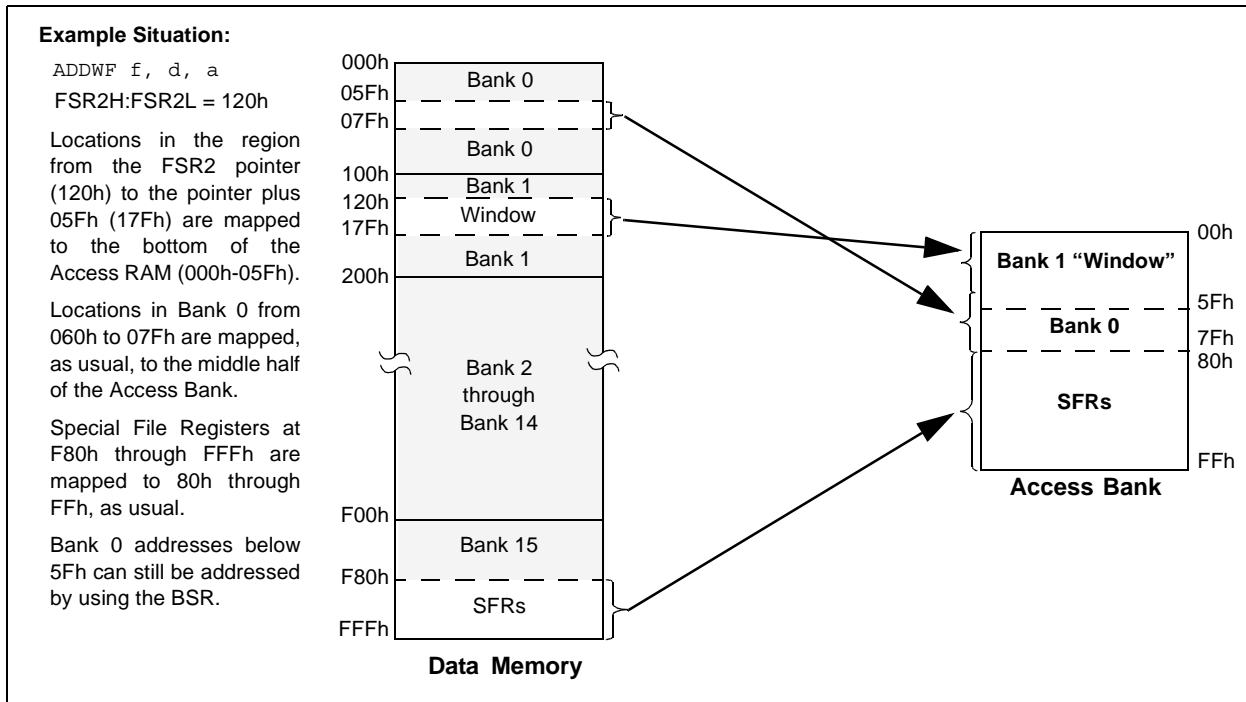 Example Situation:
ADDWF f, d, a
FSR2H:FSR2L = 120h
Locations in the region
from the FSR2 pointer
(120h) to the pointer plus
05Fh (17Fh) are mapped
to the bottom of the
Access RAM (000h-05Fh).
Locations in Bank 0 from
060h to 07Fh are mapped,
as usual, to the middle half
of the Access Bank.
Special File Registers at
F80h through FFFh are
mapped to 80h through
FFh, as usual.
Bank 0 addresses below
5Fh can still be addressed
by using the BSR.
000h
Bank 0
05Fh
07Fh
Bank 0
100h
Bank 1
120h
Window
17Fh
Bank 1
200h
Bank 2
through
Bank 14
F00h
Bank 15
F80h
SFRs
FFFh
Data Memory
00h
Bank 1 “Window”
5Fh
Bank 0
7Fh
80h
SFRs
FFh
Access Bank